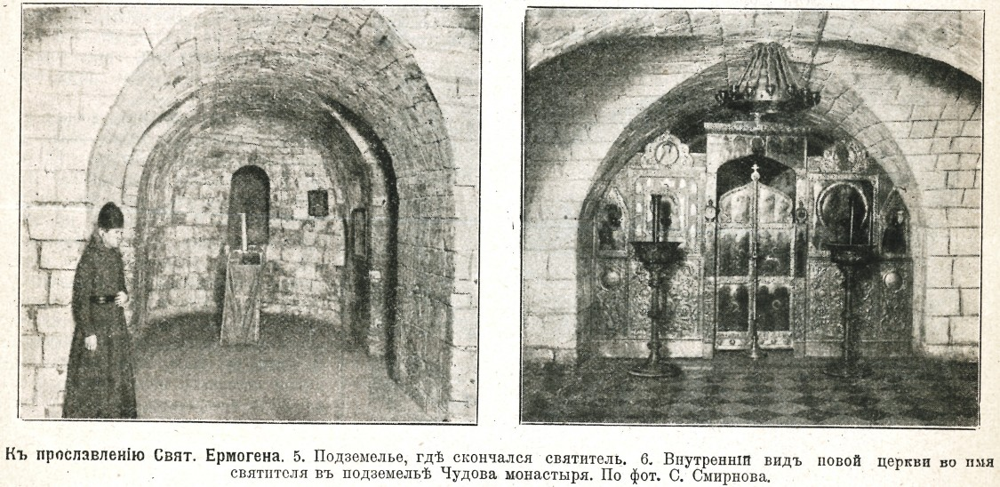 Къ прославленію Свят. Ермогена. 5. Подземелье, гдѣ скончался святитель. 6. Внутренній видъ новой церкви во имя
святителя въ подземельѣ Чудова монастыря. По фот. С. Смирнова.